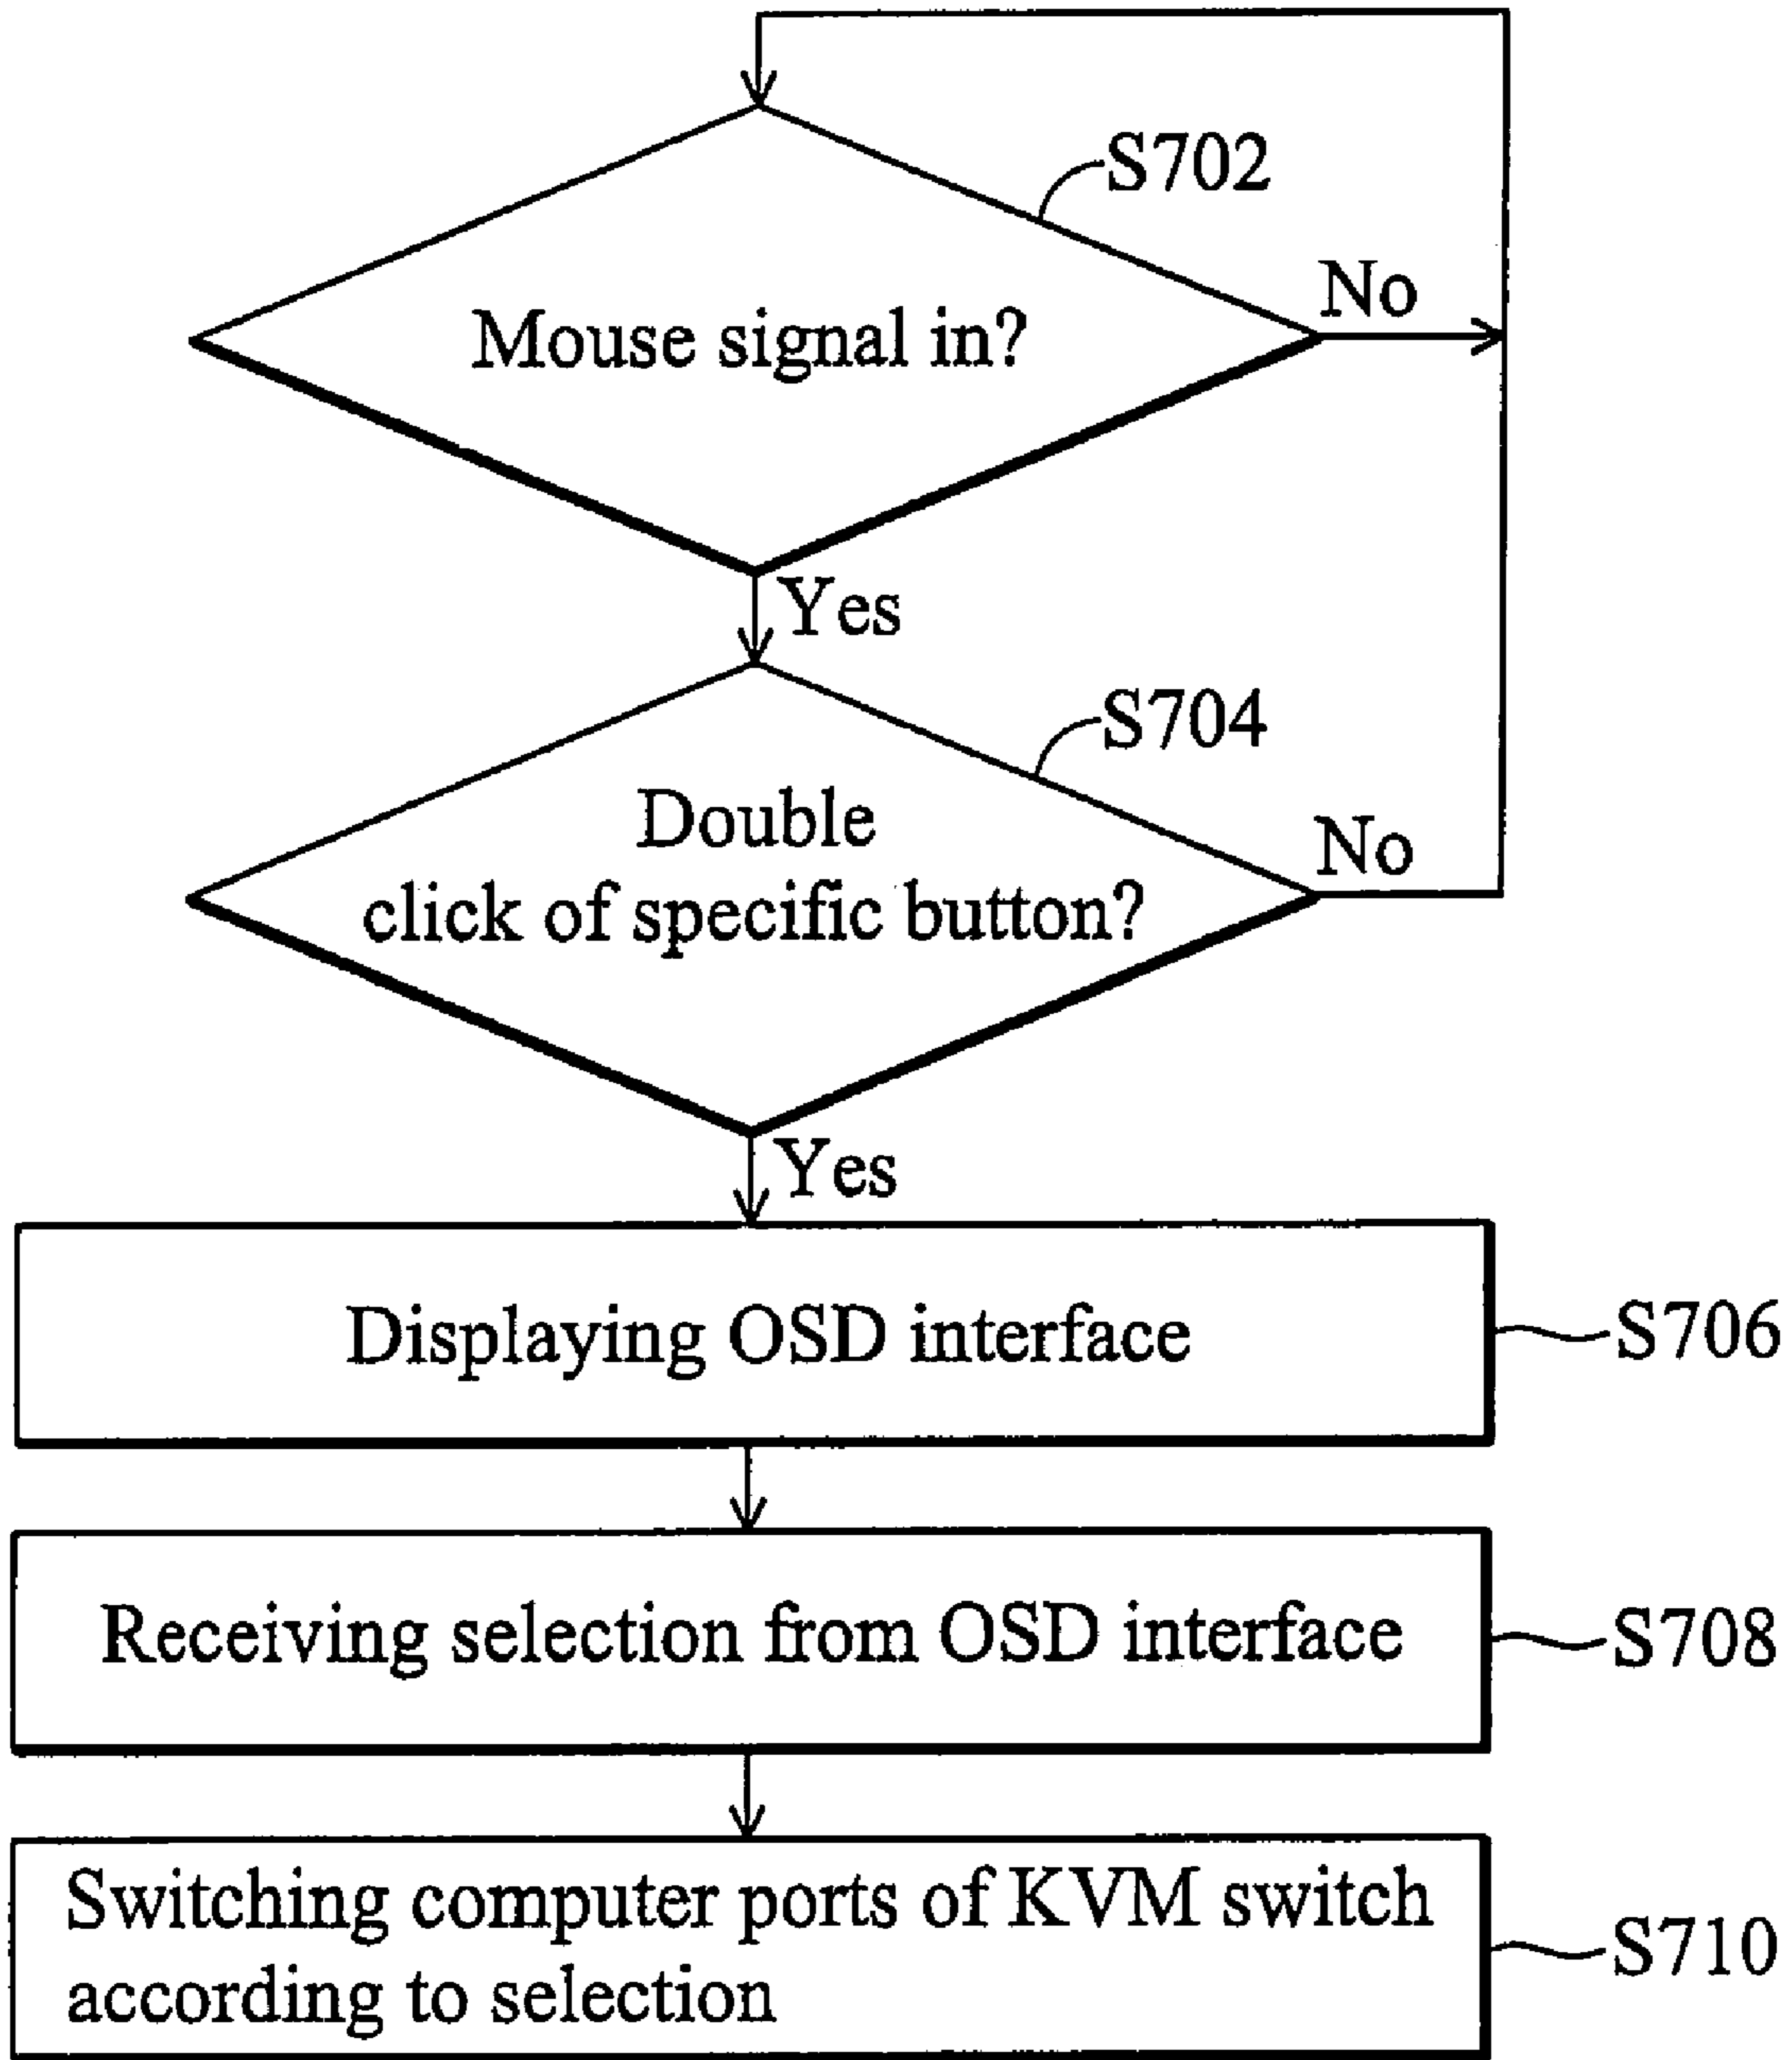 S702
No
Mouse signal in?
Yes
S704
Double
No
click of specific button?
Yes
Displaying OSD interface
S706
Receiving selection from OSD interface
S708
Switching computer ports of KVM switch
according to selection
S710